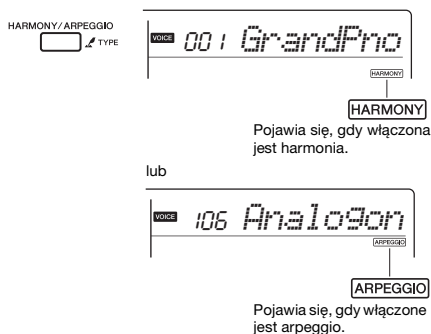 HARMONY/ARPEGGIO
TYPE
VOICE 001 GrandPno
HARMONY
HARMONY
Pojawia się, gdy włączona
jest harmonia.
lub
VOICE 106 Analogon
ARPEGGIO
ARPEGGIO
Pojawia się, gdy włączone
jest arpeggio.